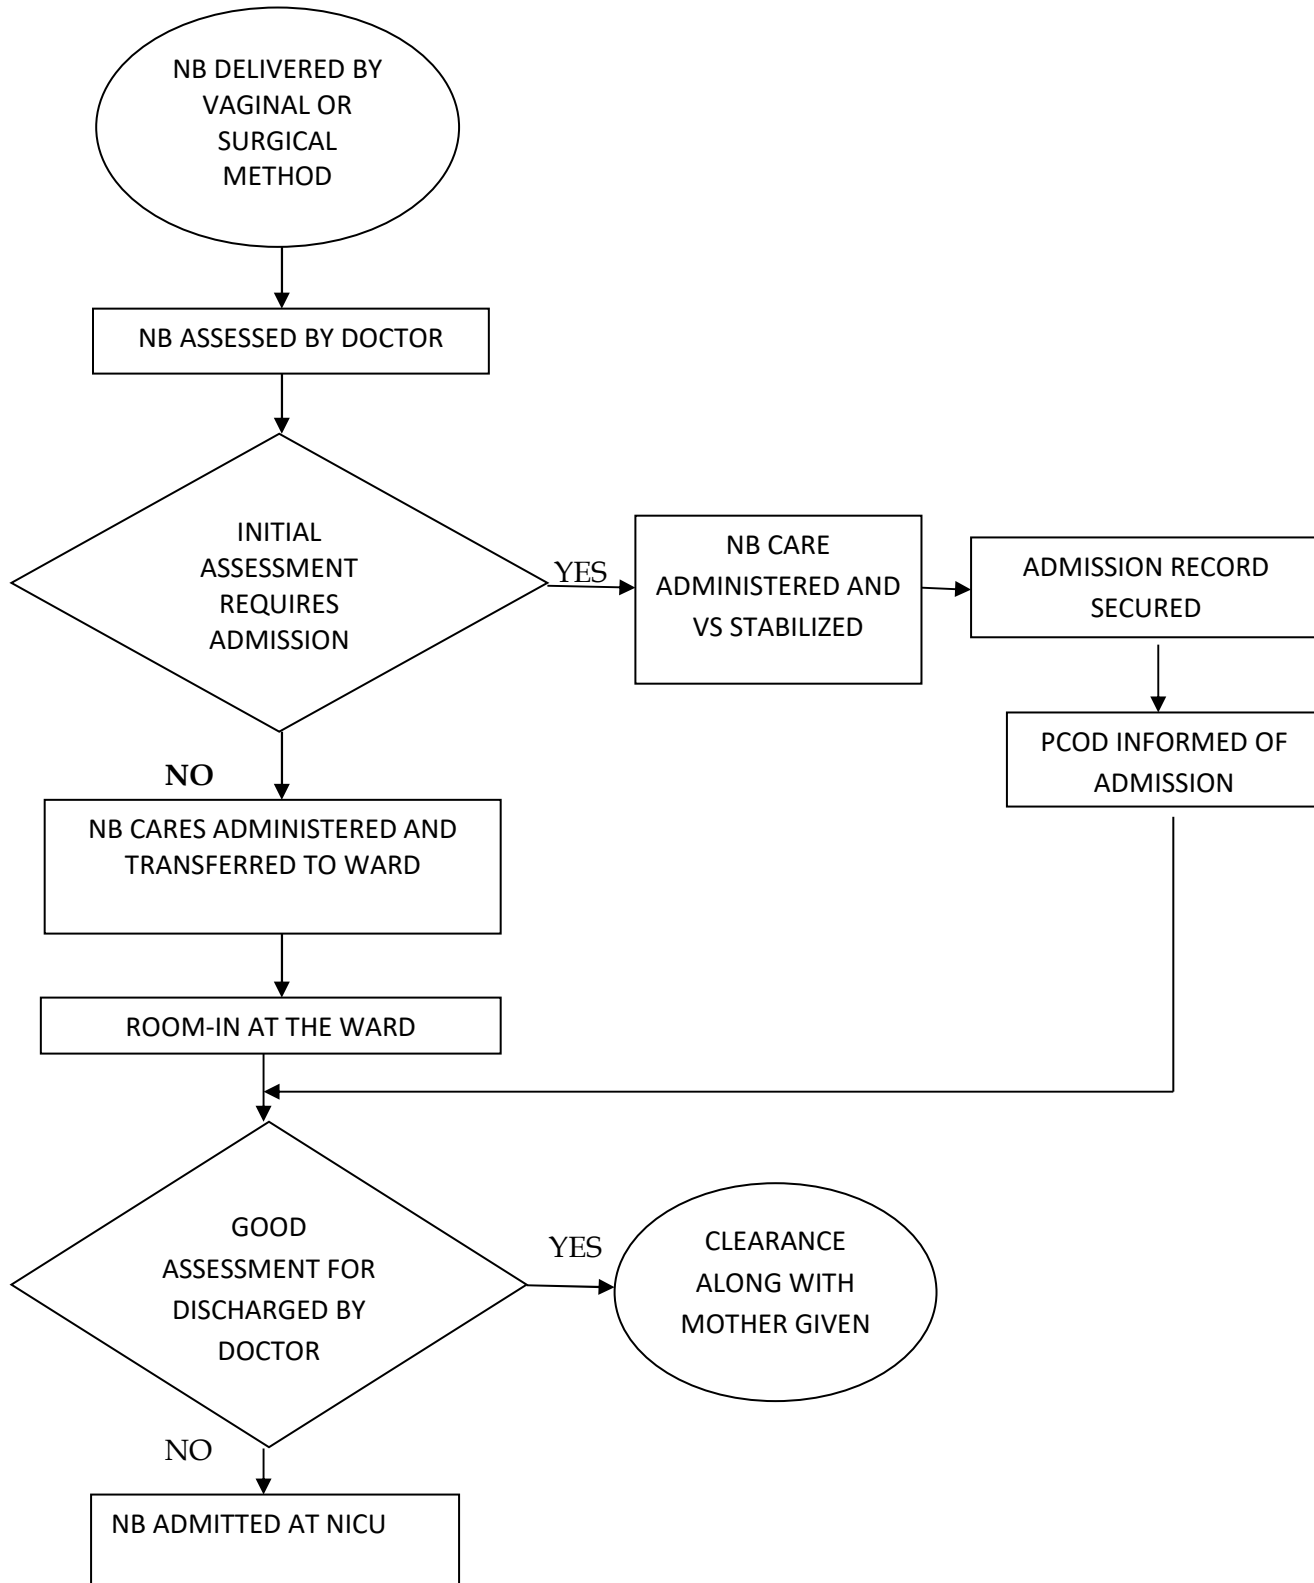 NB DELIVERED BY
VAGINAL OR
SURGICAL
METHOD
NB ASSESSED BY DOCTOR
INITIAL
ASSESSMENT
REQUIRES
ADMISSION
YES
NB CARE
ADMINISTERED AND
VS STABILIZED
ADMISSION RECORD
SECURED
PCOD INFORMED OF
ADMISSION
NO
NB CARES ADMINISTERED AND
TRANSFERRED TO WARD
ROOM-IN AT THE WARD
GOOD
ASSESSMENT FOR
DISCHARGED BY
DOCTOR
YES
CLEARANCE
ALONG WITH
MOTHER GIVEN
NO
NB ADMITTED AT NICU